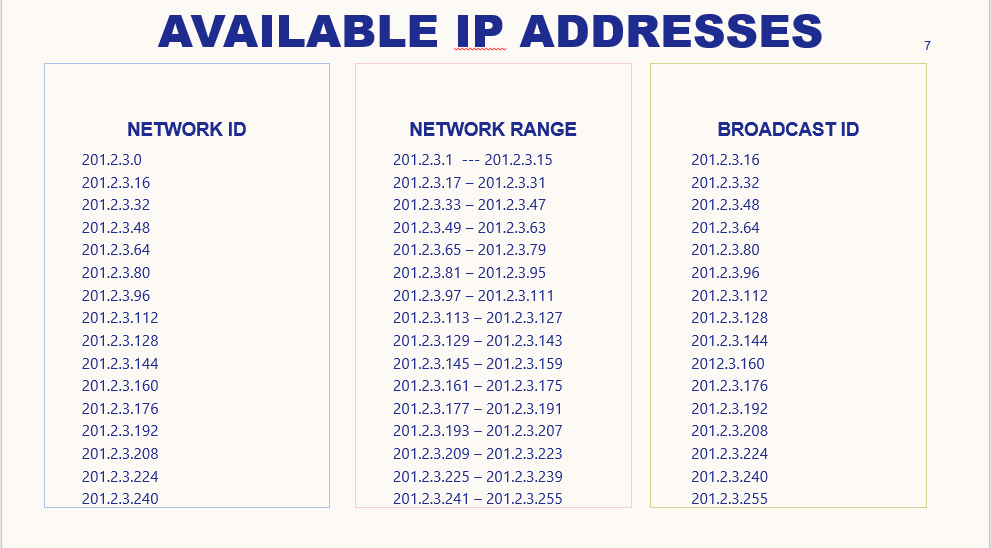 AVAILABLE IP ADDRESSES
7
NETWORK ID
201.2.3.0
201.2.3.16
201.2.3.32
201.2.3.48
201.2.3.64
201.2.3.80
201.2.3.96
201.2.3.112
201.2.3.128
201.2.3.144
201.2.3.160
201.2.3.176
201.2.3.192
201.2.3.208
201.2.3.224
201.2.3.240
NETWORK RANGE
201.2.3.1 --- 201.2.3.15
201.2.3.17 – 201.2.3.31
201.2.3.33 – 201.2.3.47
201.2.3.49 – 201.2.3.63
201.2.3.65 – 201.2.3.79
201.2.3.81 – 201.2.3.95
201.2.3.97 – 201.2.3.111
201.2.3.113 – 201.2.3.127
201.2.3.129 – 201.2.3.143
201.2.3.145 – 201.2.3.159
201.2.3.161 – 201.2.3.175
201.2.3.177 – 201.2.3.191
201.2.3.193 – 201.2.3.207
201.2.3.209 – 201.2.3.223
201.2.3.225 – 201.2.3.239
201.2.3.241 – 201.2.3.255
BROADCAST ID
201.2.3.16
201.2.3.32
201.2.3.48
201.2.3.64
201.2.3.80
201.2.3.96
201.2.3.112
201.2.3.128
201.2.3.144
2012.3.160
201.2.3.176
201.2.3.192
201.2.3.208
201.2.3.224
201.2.3.240
201.2.3.255